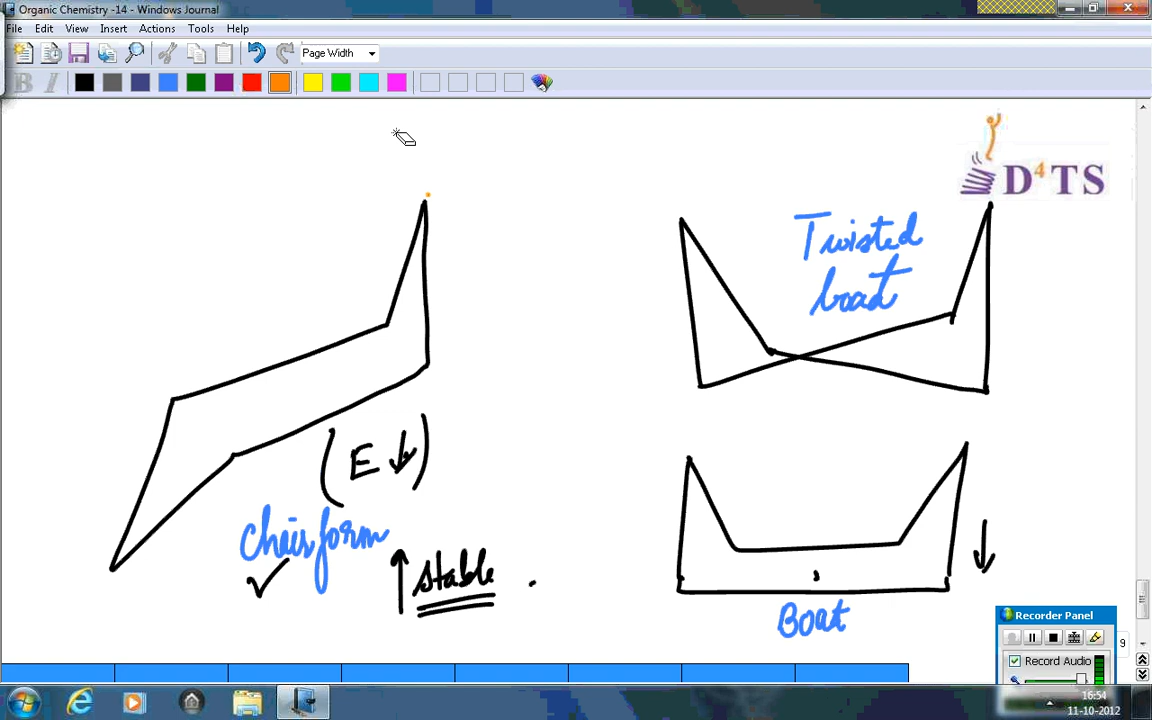 Organic Chemistry -14 - Windows Journal
File Edit View Insert Actions Tools Help
Page Width
B I
D4TS
Twisted
boat
(E ↓)
Chair form
↑ stable
Boat
Recorder Panel
9
Record Audio
16:54
11-10-2012